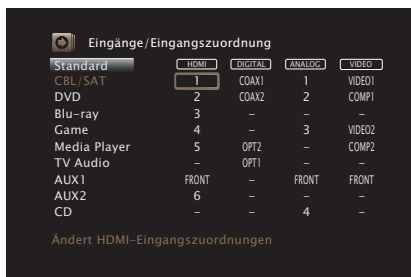 Eingänge/Eingangszuordnung
Standard HDMI DIGITAL ANALOG VIDEO
CBL/SAT 1 COAX1 1 VIDEO1
DVD 2 COAX2 2 COMP1
Blu-ray 3 – – –
Game 4 – 3 VIDEO2
Media Player 5 OPT2 – COMP2
TV Audio – OPT1 – –
AUX1 FRONT – FRONT FRONT
AUX2 6 – – –
CD – – 4 –
Ändert HDMI-Eingangszuordnungen